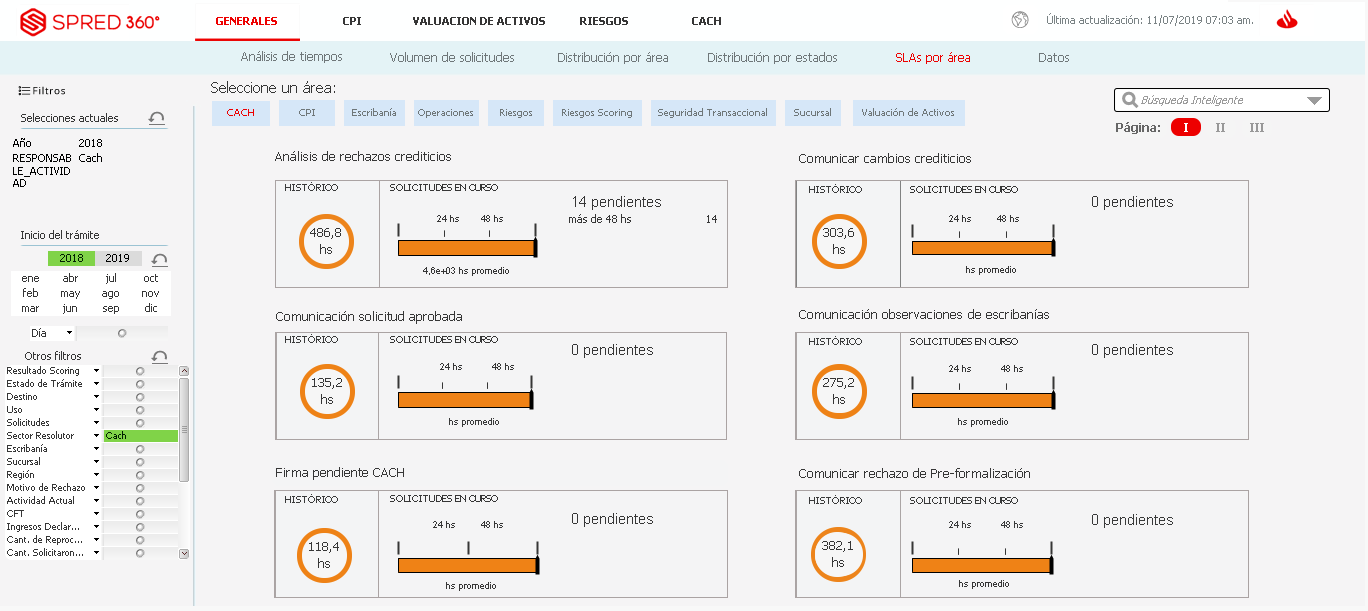 SPRED 360°
GENERALES CPI VALUACION DE ACTIVOS RIESGOS CACH
Última actualización: 11/07/2019 07:03 am.
Análisis de tiempos Volumen de solicitudes Distribución por área Distribución por estados SLAs por área Datos
Filtros
Selecciones actuales
Año 2018
RESPONSAB Cach
LE_ACTIVID
AD
Inicio del trámite
2018 2019
ene abr jul oct
feb may ago nov
mar jun sep dic
Día
Otros filtros
Resultado Scoring
Estado de Trámite
Destino
Uso
Solicitudes
Sector Resolutor Cach
Escribanía
Sucursal
Región
Motivo de Rechazo
Actividad Actual
CFT
Ingresos Declar...
Cant. de Reproc...
Cant. Solicitaron...
Seleccione un área:
CACH CPI Escribanía Operaciones Riesgos Riesgos Scoring Seguridad Transaccional Sucursal Valuación de Activos
Búsqueda Inteligente
Página: I II III
Análisis de rechazos crediticios
HISTÓRICO SOLICITUDES EN CURSO
486,8
hs
24 hs 48 hs
4,6e+03 hs promedio
14 pendientes
más de 48 hs 14
Comunicar cambios crediticios
HISTÓRICO SOLICITUDES EN CURSO
303,6
hs
24 hs 48 hs
hs promedio
0 pendientes
Comunicación solicitud aprobada
HISTÓRICO SOLICITUDES EN CURSO
135,2
hs
24 hs 48 hs
hs promedio
0 pendientes
Comunicación observaciones de escribanías
HISTÓRICO SOLICITUDES EN CURSO
275,2
hs
24 hs 48 hs
hs promedio
0 pendientes
Firma pendiente CACH
HISTÓRICO SOLICITUDES EN CURSO
118,4
hs
24 hs 48 hs
hs promedio
0 pendientes
Comunicar rechazo de Pre-formalización
HISTÓRICO SOLICITUDES EN CURSO
382,1
hs
24 hs 48 hs
hs promedio
0 pendientes